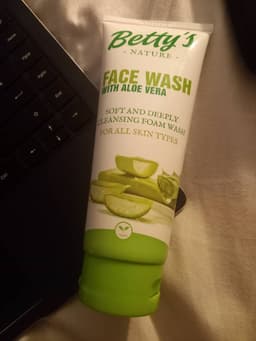 Betty's
- NATURE -
FACE WASH
WITH ALOE VERA
SOFT AND DEEPLY
CLEANSING FOAM WASH
FOR ALL SKIN TYPES